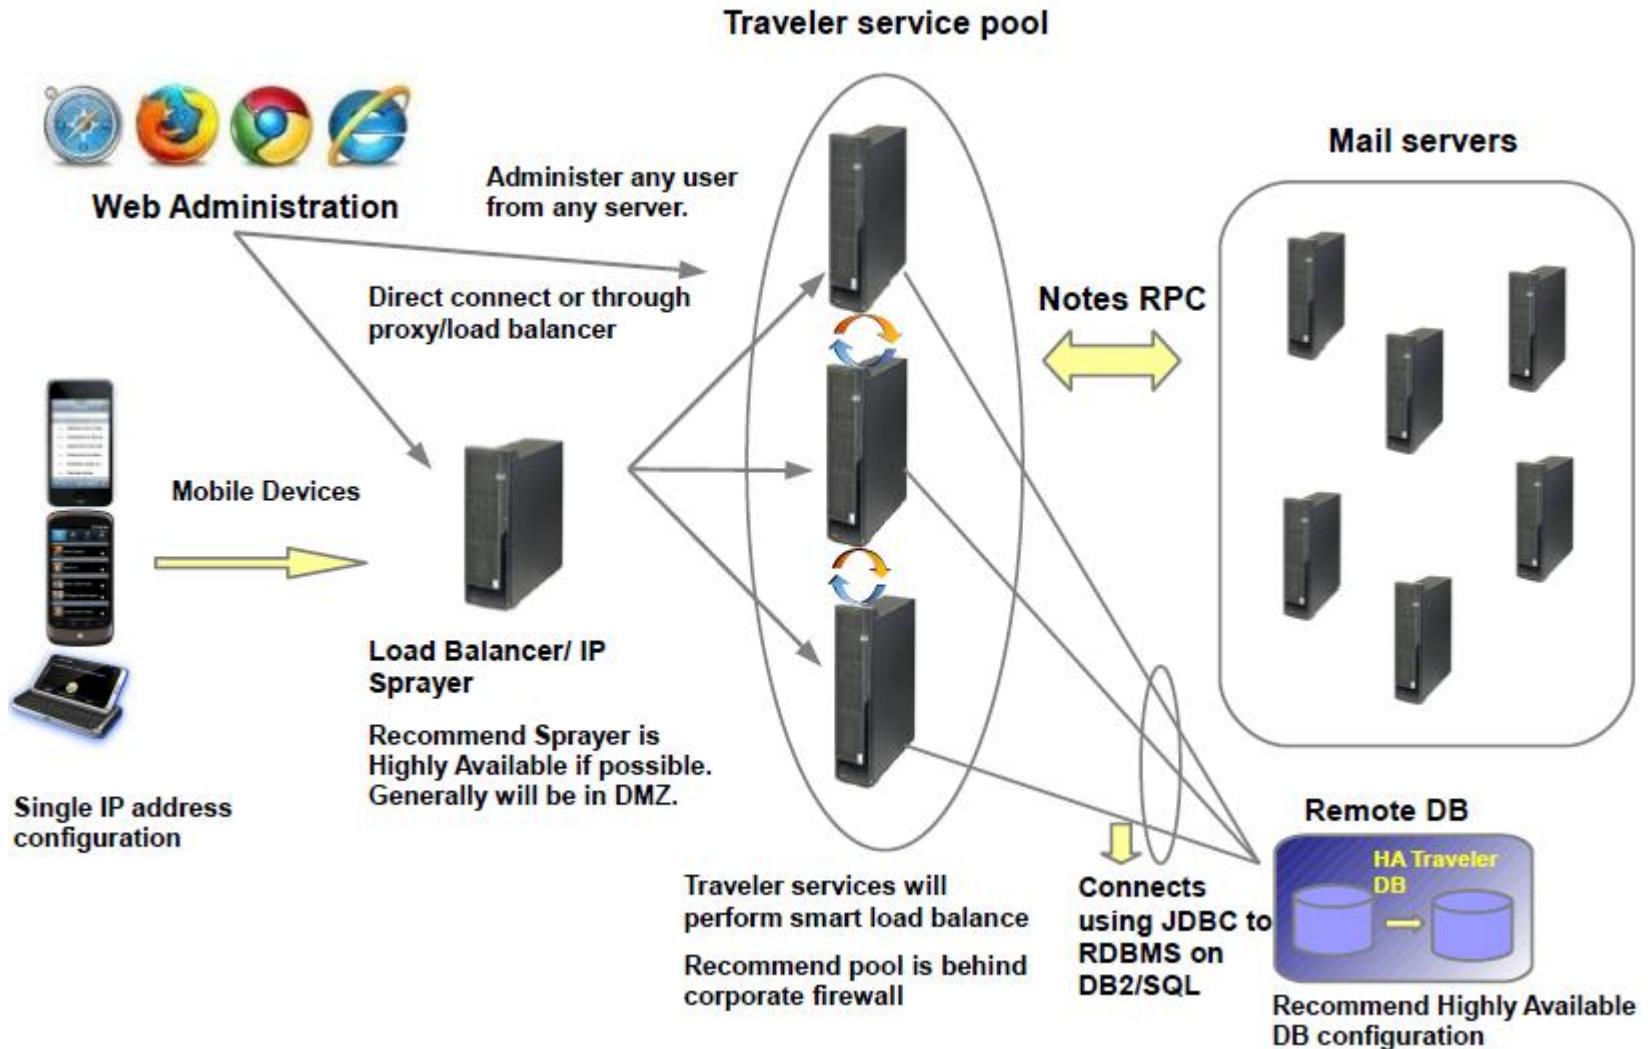 Traveler service pool
Web Administration
Administer any user
from any server.
Direct connect or through
proxy/load balancer
Mail servers
Notes RPC
Mobile Devices
Load Balancer/ IP
Sprayer
Recommend Sprayer is
Highly Available if possible.
Generally will be in DMZ.
Single IP address
configuration
Traveler services will
perform smart load balance
Recommend pool is behind
corporate firewall
Connects
using JDBC to
RDBMS on
DB2/SQL
Remote DB
HA Traveler
DB
Recommend Highly Available
DB configuration